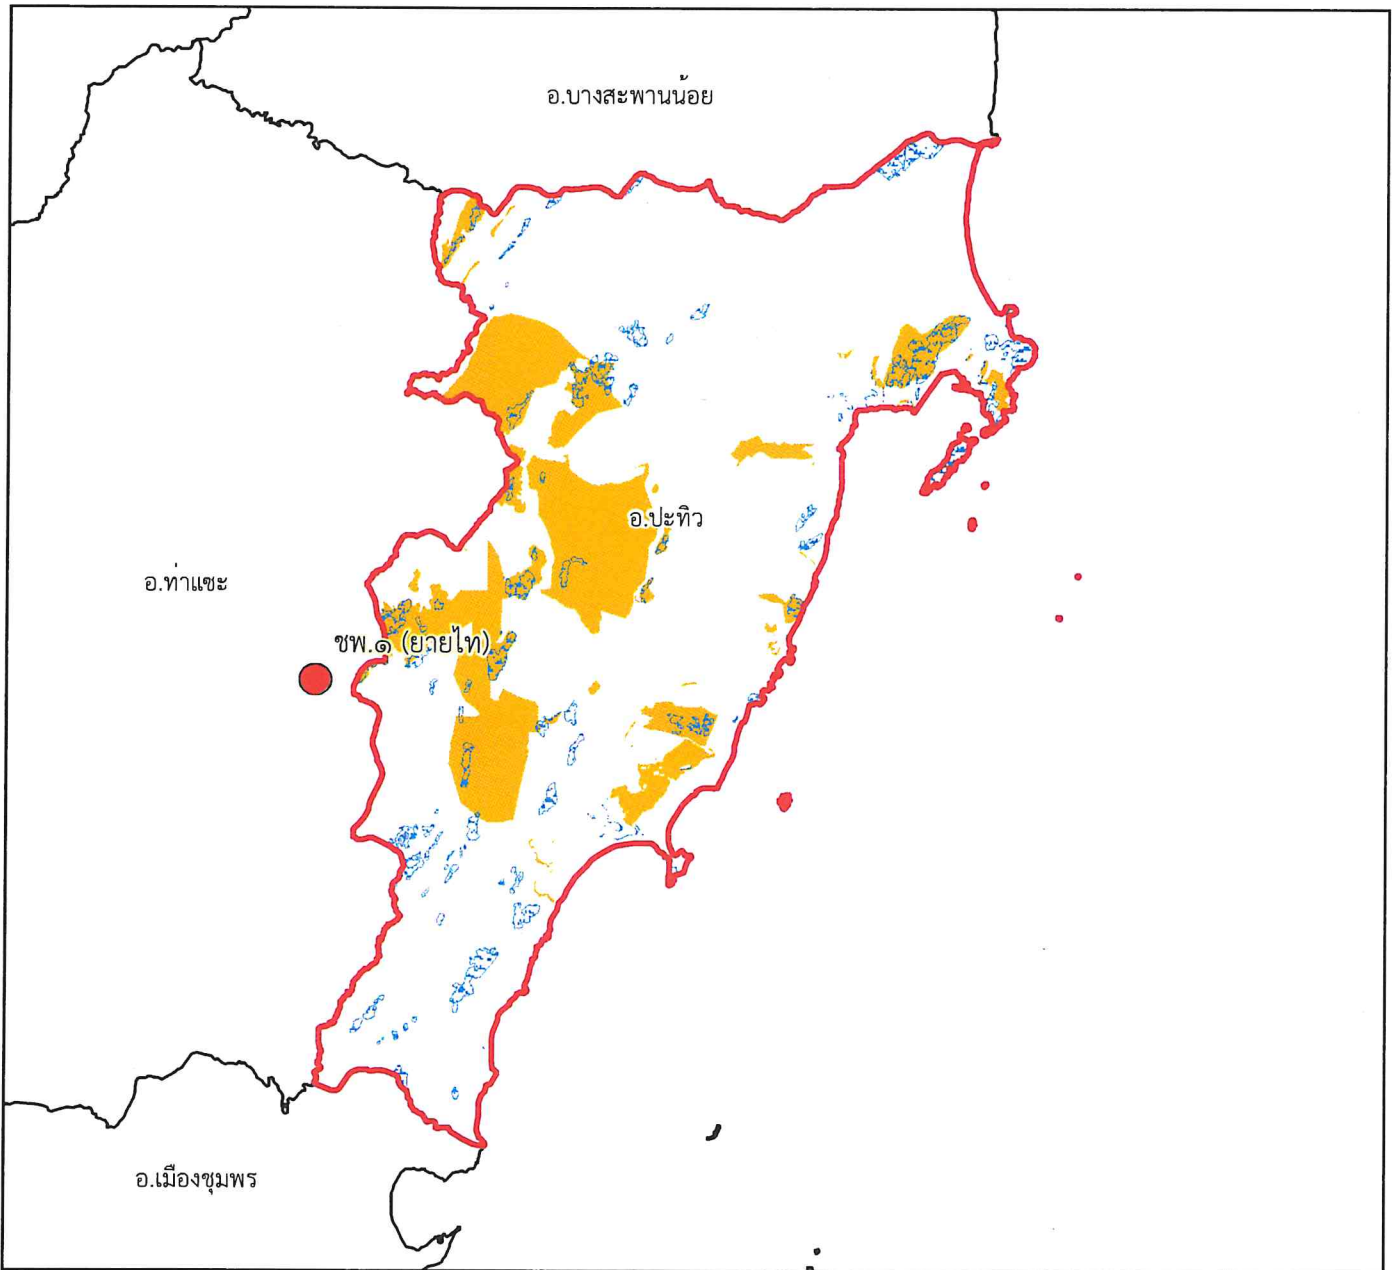 อ.บางสะพานน้อย
อ.ปะทิว
อ.ท่าแซะ
ชพ.๑ (ยายไท)
อ.เมืองชุมพร